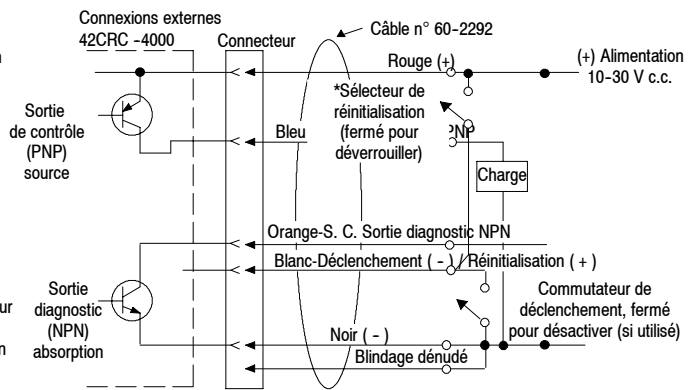 Connexions externes
42CRC -4000
Connecteur
Câble n° 60-2292
Rouge (+)
(+) Alimentation
10-30 V c.c.
*Sélecteur de
réinitialisation
(fermé pour
déverrouiller)
Sortie
de contrôle
(PNP)
source
Bleu
PNP
Charge
Orange-S. C. Sortie diagnostic NPN
Blanc-Déclenchement ( - ) / Réinitialisation ( + )
Sortie
diagnostic
(NPN)
absorption
Commutateur de
déclenchement, fermé
pour désactiver (si utilisé)
Noir ( - )
Blindage dénudé
n
ur
n